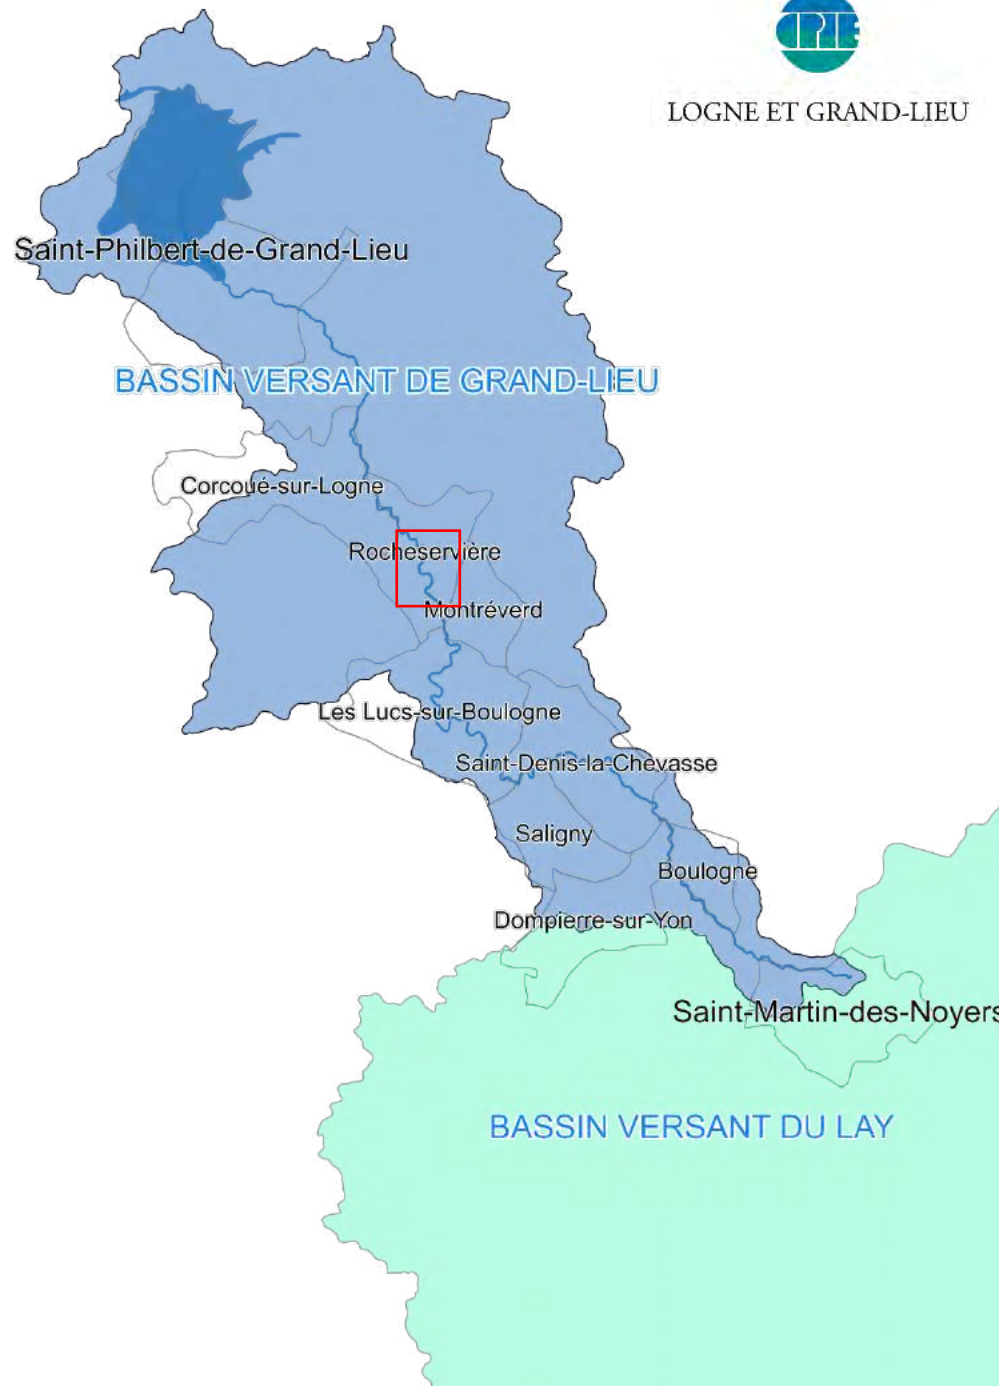 CPIE
LOGNE ET GRAND-LIEU
Saint-Philbert-de-Grand-Lieu
BASSIN VERSANT DE GRAND-LIEU
Corcoué-sur-Logne
Rocheservière
Montréverd
Les Lucs-sur-Boulogne
Saint-Denis-la-Chevasse
Saligny
Boulogne
Dompierre-sur-Yon
Saint-Martin-des-Noyers
BASSIN VERSANT DU LAY